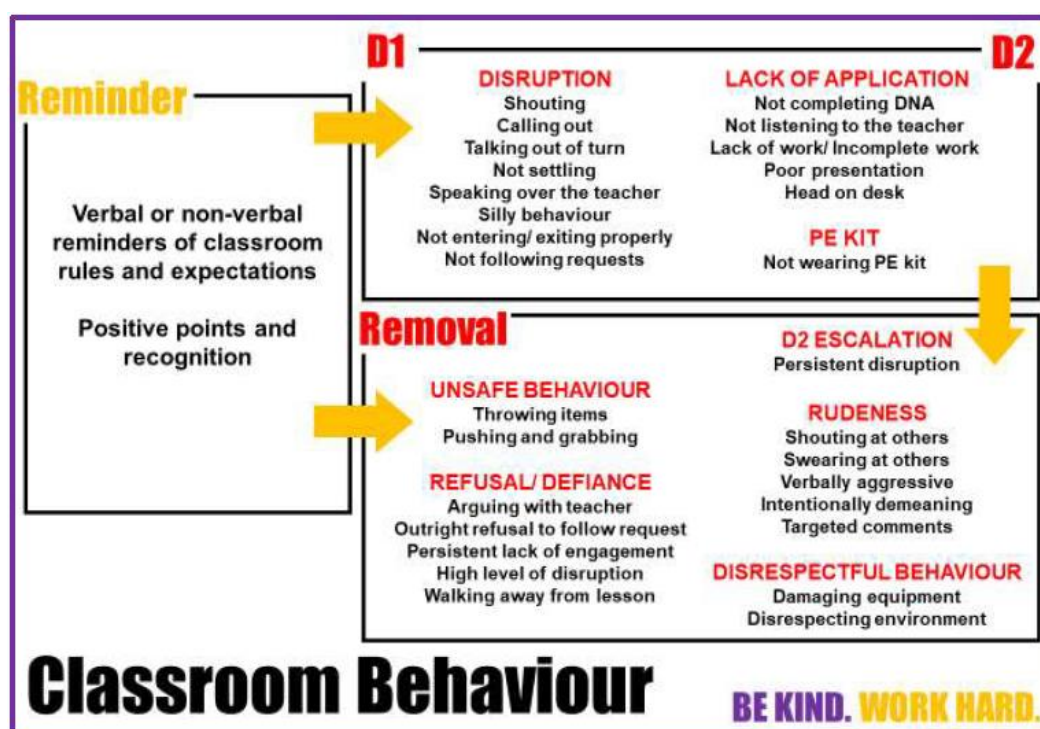 Reminder
Verbal or non-verbal
reminders of classroom
rules and expectations
Positive points and
recognition
D1
D2
DISRUPTION
Shouting
Calling out
Talking out of turn
Not settling
Speaking over the teacher
Silly behaviour
Not entering/ exiting properly
Not following requests
LACK OF APPLICATION
Not completing DNA
Not listening to the teacher
Lack of work/ Incomplete work
Poor presentation
Head on desk
PE KIT
Not wearing PE kit
Removal
UNSAFE BEHAVIOUR
Throwing items
Pushing and grabbing
REFUSAL/ DEFIANCE
Arguing with teacher
Outright refusal to follow request
Persistent lack of engagement
High level of disruption
Walking away from lesson
D2 ESCALATION
Persistent disruption
RUDENESS
Shouting at others
Swearing at others
Verbally aggressive
Intentionally demeaning
Targeted comments
DISRESPECTFUL BEHAVIOUR
Damaging equipment
Disrespecting environment
Classroom Behaviour
BE KIND. WORK HARD.